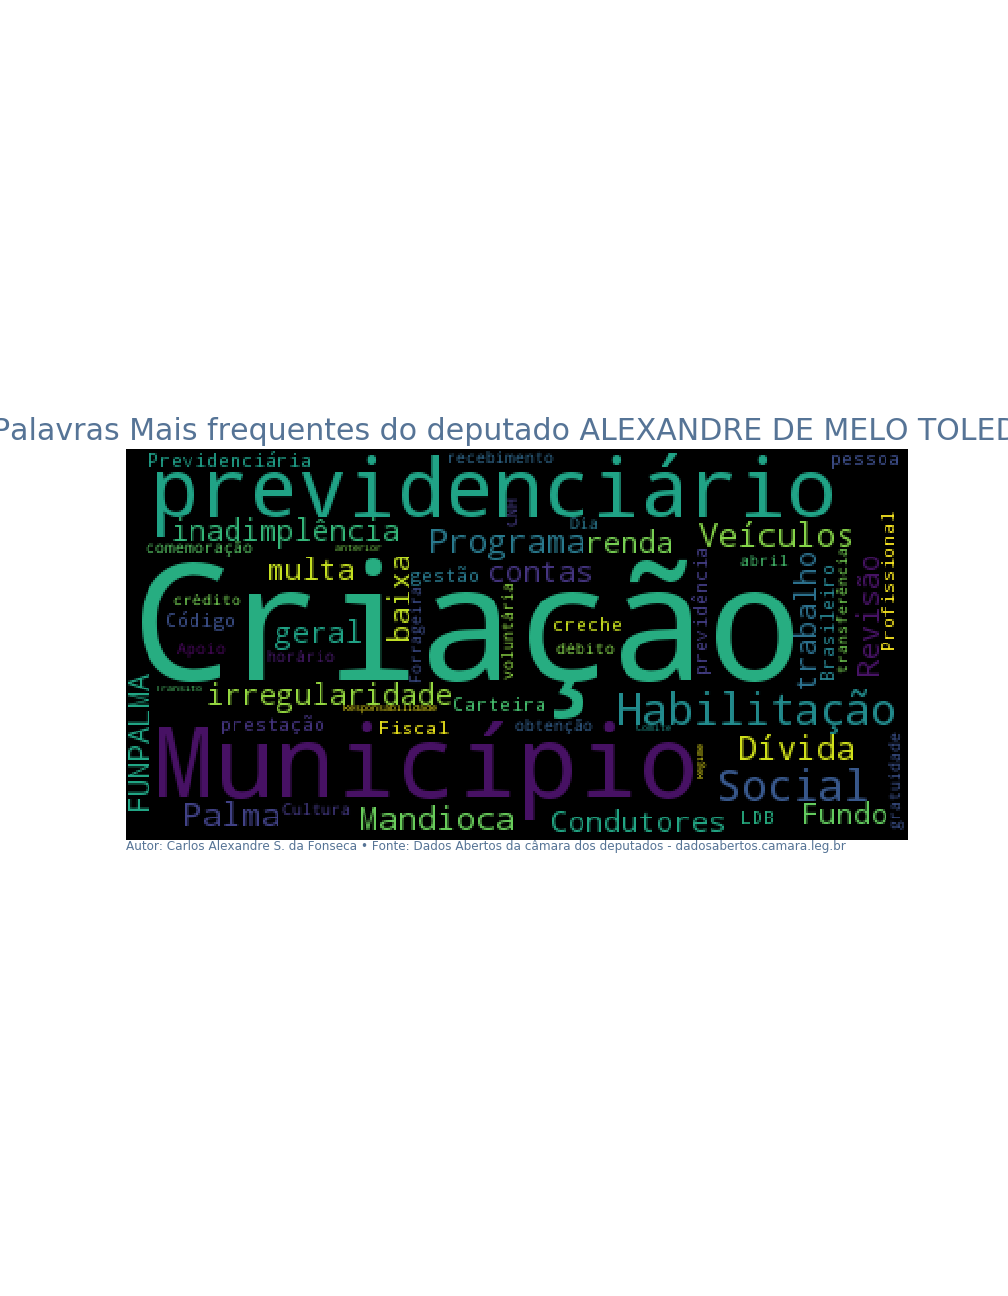 Palavras Mais frequentes do deputado ALEXANDRE DE MELO TOLED
Previdenciária
recebimento
pessoa
previdenciário
CNH
Dia
inadimplência
Programa
renda
Veículos
profissional
comemoração
anterior
abril
multa
baixa
gestão
contas
previdência
trabalho
Brasileiro
transferência
Revisão
Criação
crédito
Código
geral
Forrageira
voluntária
creche
débito
Apoio
horário
FUNPALMA
Trânsito
irregularidade
Responsabilidade
Carteira
Habilitação
prestação
Fiscal
obtenção
Comitê
Município
Regime
Dívida
Social
gratuidade
Palma
Cultura
Mandioca
Condutores
LDB
Fundo
Autor: Carlos Alexandre S. da Fonseca • Fonte: Dados Abertos da câmara dos deputados - dadosabertos.camara.leg.br